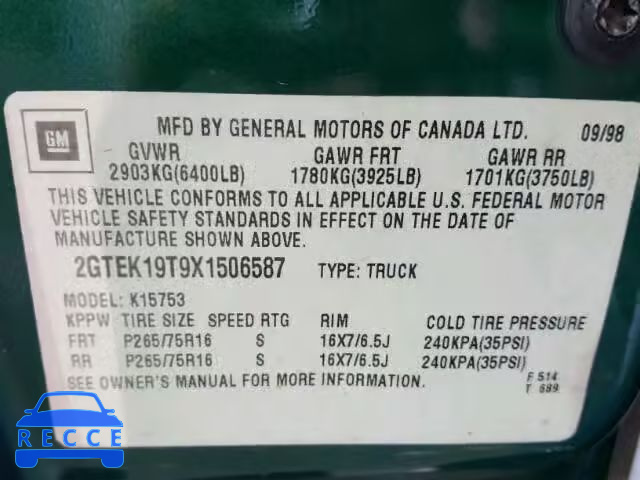 GM
MFD BY GENERAL MOTORS OF CANADA LTD. 09/98
GVWR GAWR FRT GAWR RR
2903KG(6400LB) 1780KG(3925LB) 1701KG(3750LB)
THIS VEHICLE CONFORMS TO ALL APPLICABLE U.S. FEDERAL MOTOR
VEHICLE SAFETY STANDARDS IN EFFECT ON THE DATE OF
MANUFACTURE SHOWN ABOVE.
2GTEK19T9X1506587 TYPE: TRUCK
MODEL: K15753
KPPW TIRE SIZE SPEED RTG RIM COLD TIRE PRESSURE
FRT P265/75R16 S 16X7/6.5J 240KPA(35PSI)
RR P265/75R16 S 16X7/6.5J 240KPA(35PSI)
SEE OWNER'S MANUAL FOR MORE INFORMATION.
F 514
T 689
RECCE